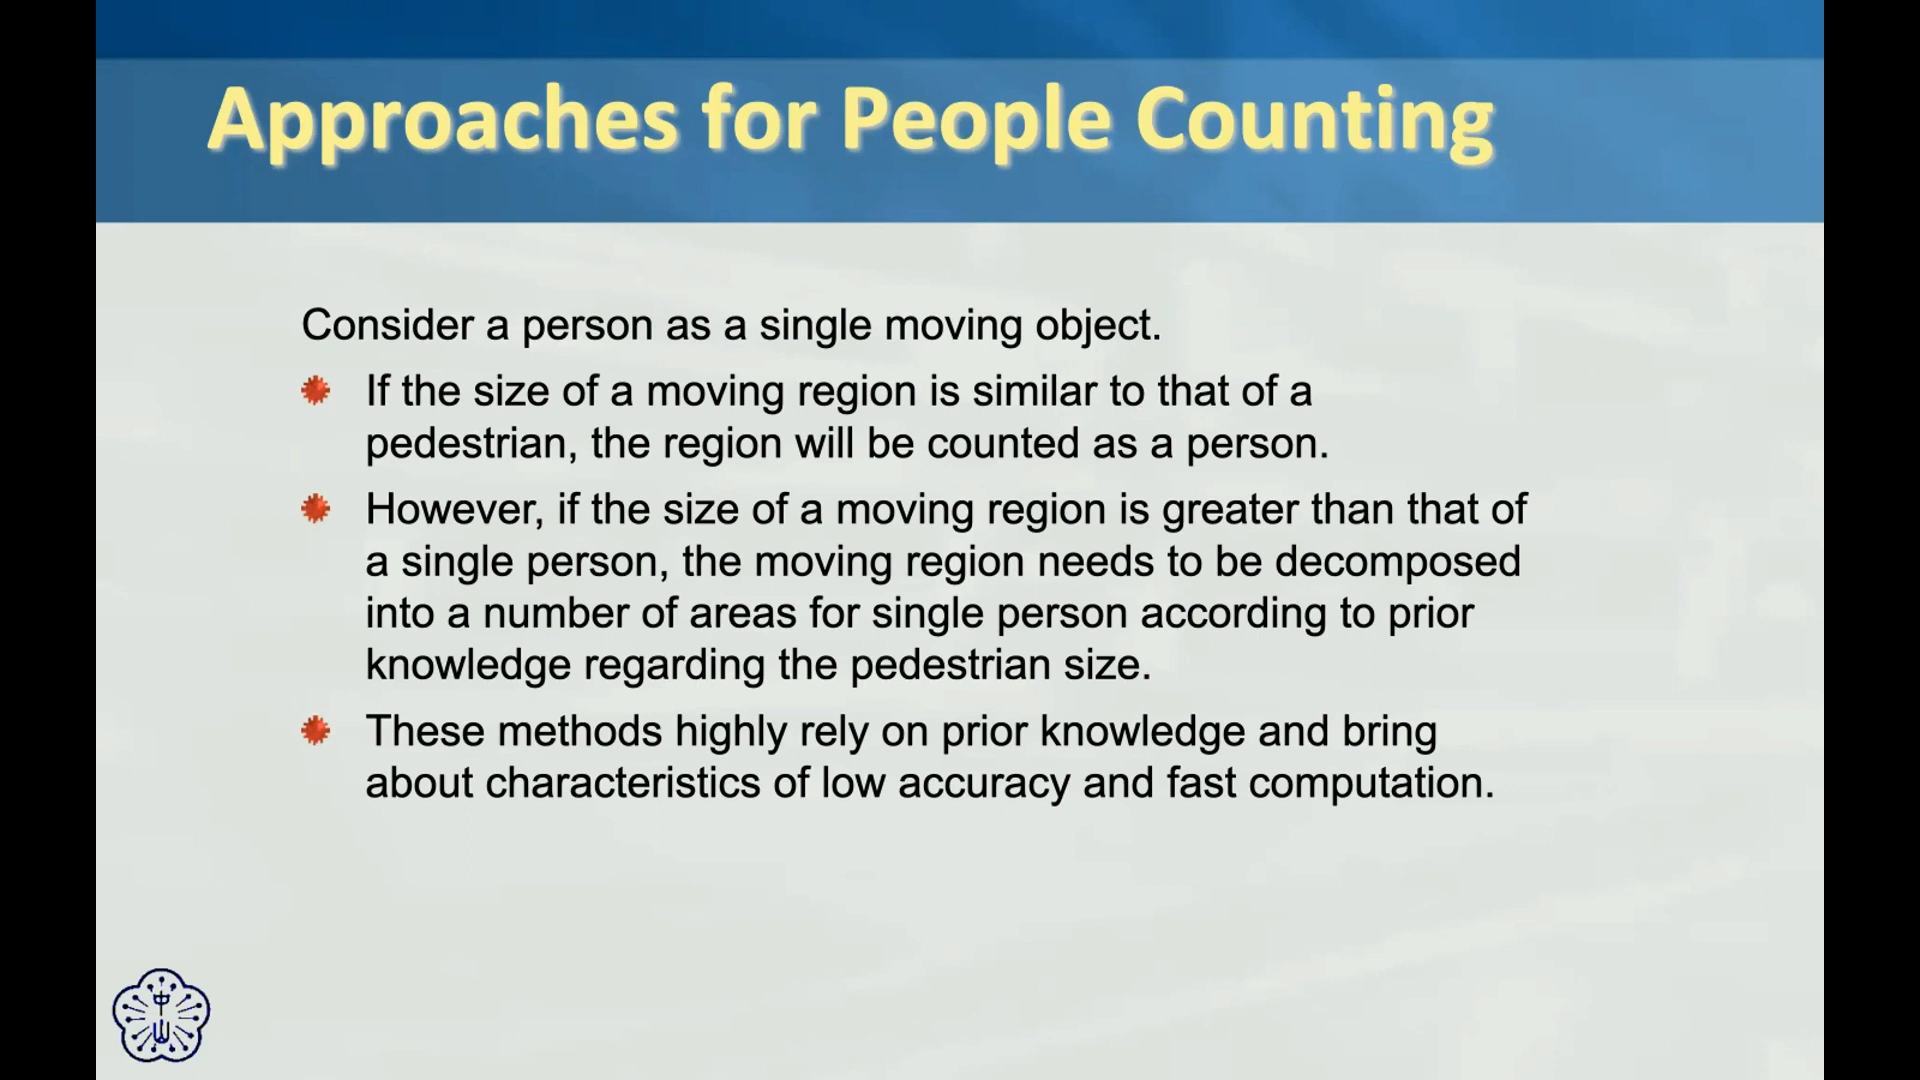 Approaches for People Counting
Consider a person as a single moving object.
If the size of a moving region is similar to that of a
pedestrian, the region will be counted as a person.
However, if the size of a moving region is greater than that of
a single person, the moving region needs to be decomposed
into a number of areas for single person according to prior
knowledge regarding the pedestrian size.
These methods highly rely on prior knowledge and bring
about characteristics of low accuracy and fast computation.